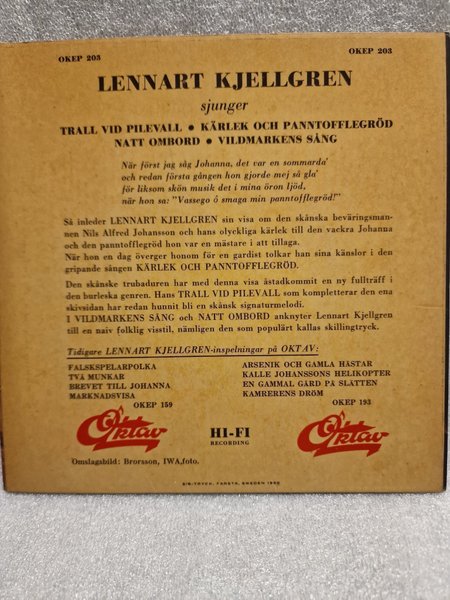 OKEP 203 OKEP 203
LENNART KJELLGREN
sjunger
TRALL VID PILEVALL • KÄRLEK OCH PANNTOFFLEGRÖD
NATT OMBORD • VILDMARKENS SÅNG
När först jag såg Johanna, det var en sommarda'
och redan första gången hon gjorde mej så gla'
för liksom skön musik det i mina öron ljöd,
när hon sa: "Vassego å smaga min panntofflegröd!"
Så inleder LENNART KJELLGREN sin visa om den skånska beväringsman-
nen Nils Alfred Johansson och hans olyckliga kärlek till den vackra Johanna
och den panntofflegröd hon var en mästare i att tillaga.
När hon en dag överger honom för en gardist tolkar han sina känslor i den
gripande sången KÄRLEK OCH PANNTOFFLEGRÖD.
Den skånske trubaduren har med denna visa åstadkommit en ny fullträff i
den burleska genren. Hans TRALL VID PILEVALL som kompletterar den ena
skivsidan har redan hunnit bli en skånsk signaturmelodi.
I VILDMARKENS SÅNG och NATT OMBORD anknyter Lennart Kjellgren
till en naiv folklig visstil, nämligen den som populärt kallas skillingtryck.
Tidigare LENNART KJELLGREN-inspelningar på OKTAV:
FALSKSPELARPOLKA
TVÅ MUNKAR
BREVET TILL JOHANNA
MARKNADSVISA
OKEP 159
ARSENIK OCH GAMLA HÄSTAR
KALLE JOHANSSONS HELIKOPTER
EN GAMMAL GÅRD PÅ SLÄTTEN
KAMRERENS DRØM
OKEP 193
Oktav
HI-FI
RECORDING
Oktav
Omslagsbild: Brorsson, IWA,foto.
SIB-TRYCK, FARSTA, SWEDEN 1960